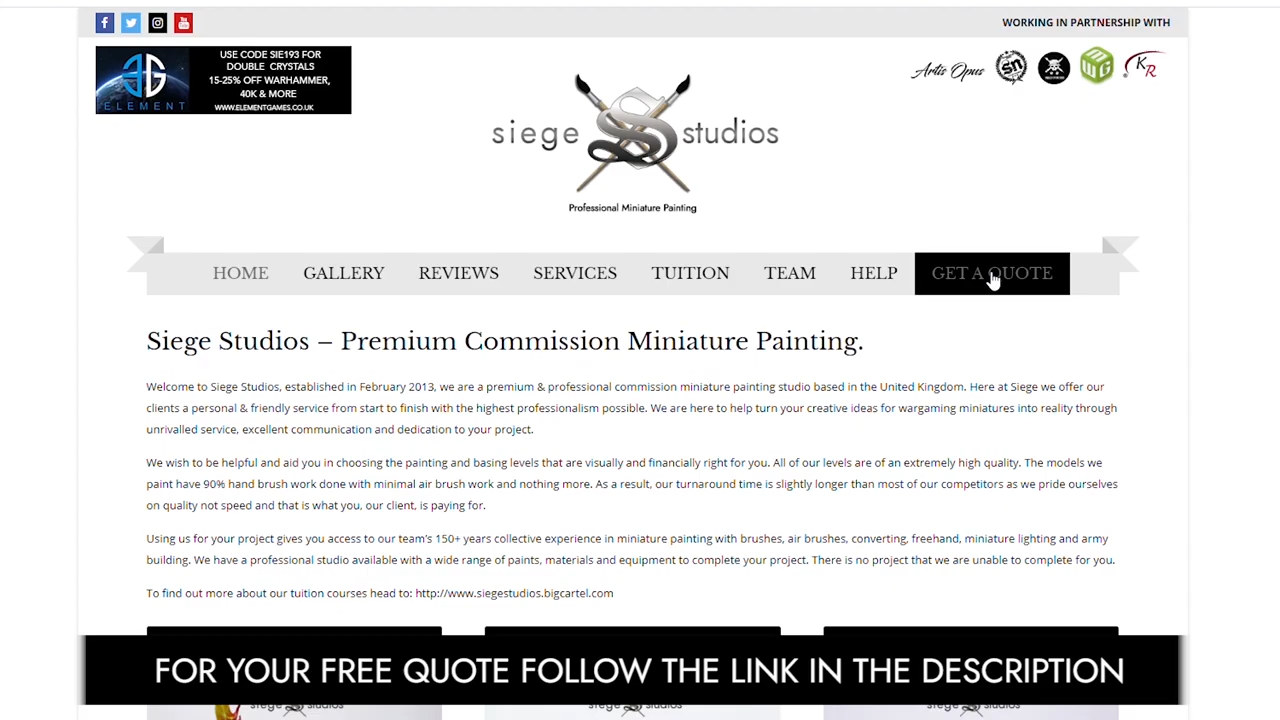 WORKING IN PARTNERSHIP WITH
USE CODE SIE193 FOR
DOUBLE CRYSTALS
15-25% OFF WARHAMMER,
40K & MORE
WWW.ELEMENTGAMES.CO.UK
ELEMENT
Artis Opus
KR
siege studios
Professional Miniature Painting
HOME GALLERY REVIEWS SERVICES TUITION TEAM HELP GET A QUOTE
Siege Studios – Premium Commission Miniature Painting.
Welcome to Siege Studios, established in February 2013, we are a premium & professional commission miniature painting studio based in the United Kingdom. Here at Siege we offer our
clients a personal & friendly service from start to finish with the highest professionalism possible. We are here to help turn your creative ideas for wargaming miniatures into reality through
unrivalled service, excellent communication and dedication to your project.
We wish to be helpful and aid you in choosing the painting and basing levels that are visually and financially right for you. All of our levels are of an extremely high quality. The models we
paint have 90% hand brush work done with minimal air brush work and nothing more. As a result, our turnaround time is slightly longer than most of our competitors as we pride ourselves
on quality not speed and that is what you, our client, is paying for.
Using us for your project gives you access to our team's 150+ years collective experience in miniature painting with brushes, air brushes, converting, freehand, miniature lighting and army
building. We have a professional studio available with a wide range of paints, materials and equipment to complete your project. There is no project that we are unable to complete for you.
To find out more about our tuition courses head to: http://www.siegestudios.bigcartel.com
FOR YOUR FREE QUOTE FOLLOW THE LINK IN THE DESCRIPTION
siege studios siege studios siege studios